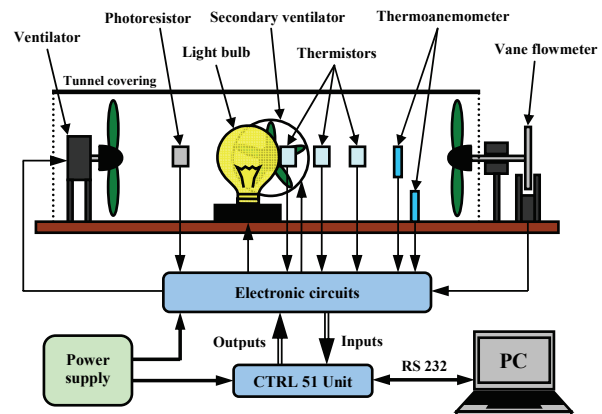 Photoresistor
Secondary ventilator
Thermoanemometer
Ventilator
Light bulb
Thermistors
Vane flowmeter
Tunnel covering
Electronic circuits
Outputs
Inputs
Power
supply
CTRL 51 Unit
RS 232
PC